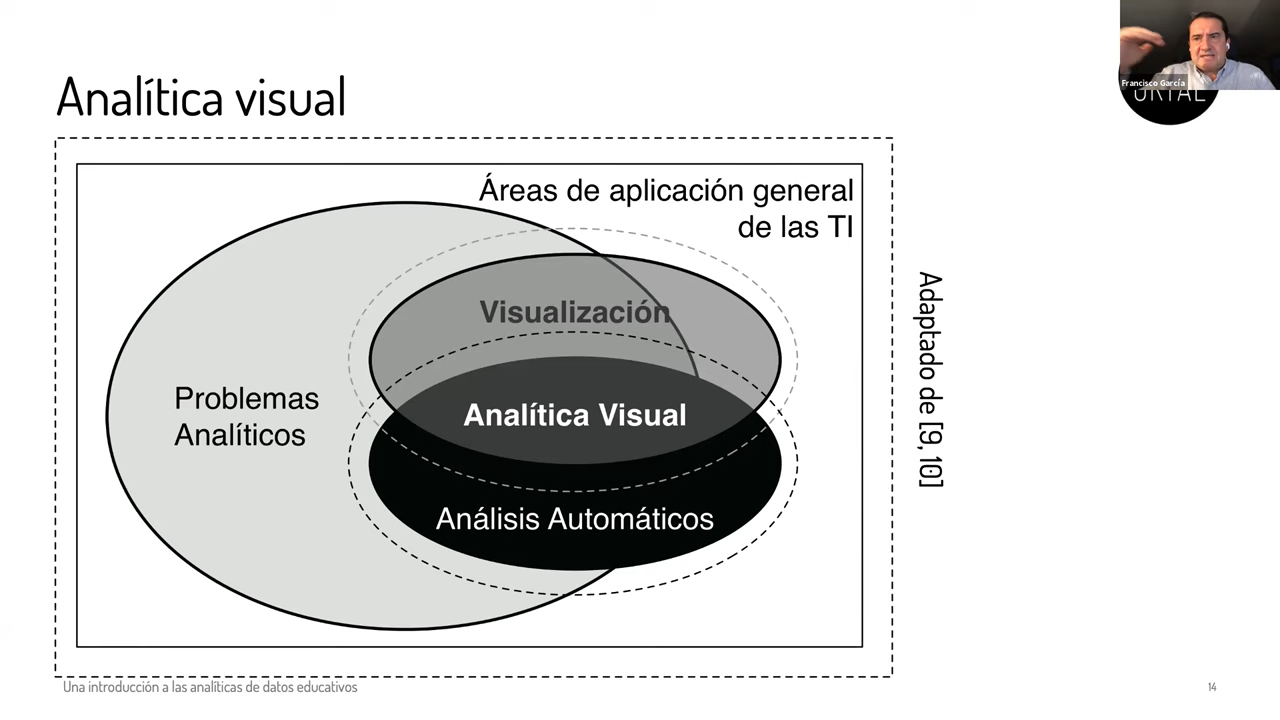 Analítica visual
Francisco García
Áreas de aplicación general
de las TI
Visualización
Problemas
Analíticos
Analítica Visual
Análisis Automáticos
Adaptado de [9, 10]
Una introducción a las analíticas de datos educativos
14